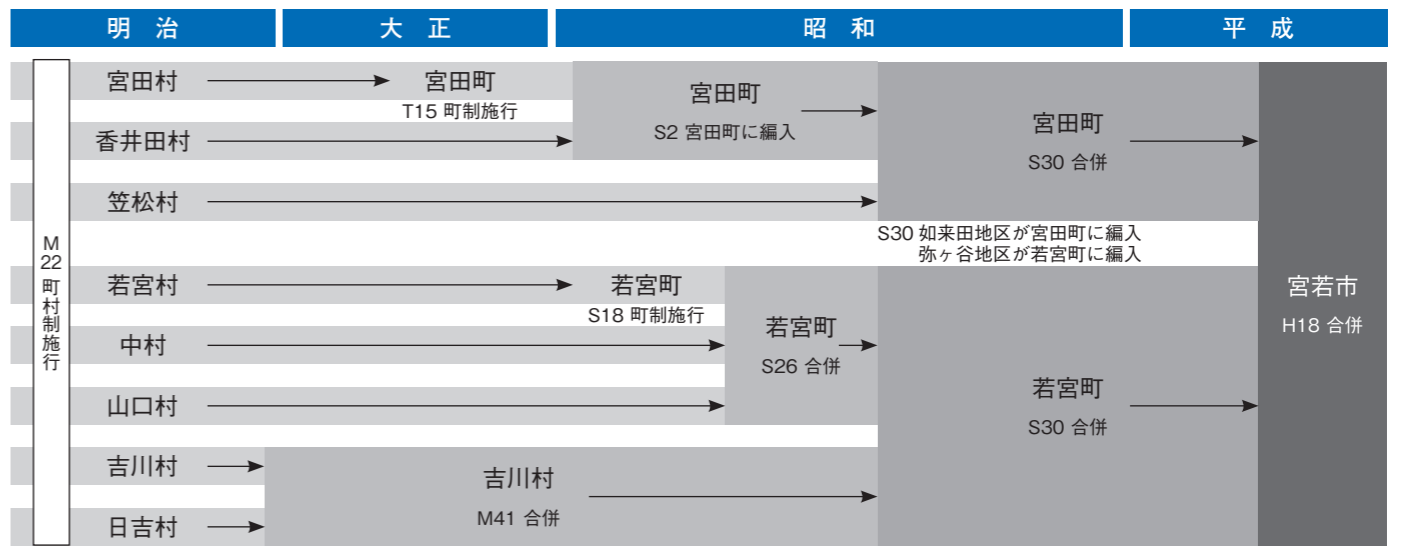 明 治
大 正
昭 和
平 成
M22町村制施行
宮田村
宮田町
T15 町制施行
香井田村
宮田町
S2 宮田町に編入
笠松村
宮田町
S30 合併
S30 如来田地区が宮田町に編入
弥ヶ谷地区が若宮町に編入
若宮村
若宮町
S18 町制施行
中村
山口村
若宮町
S26 合併
吉川村
日吉村
吉川村
M41 合併
若宮町
S30 合併
宮若市
H18 合併